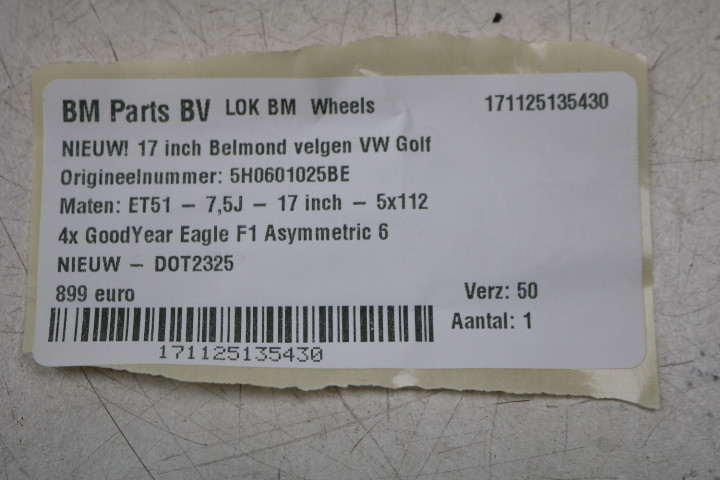 BM Parts BV LOK BM Wheels 171125135430
NIEUW! 17 inch Belmond velgen VW Golf
Origineelnummer: 5H0601025BE
Maten: ET51 – 7,5J – 17 inch – 5x112
4x GoodYear Eagle F1 Asymmetric 6
NIEUW – DOT2325
899 euro Verz: 50
Aantal: 1
171125135430